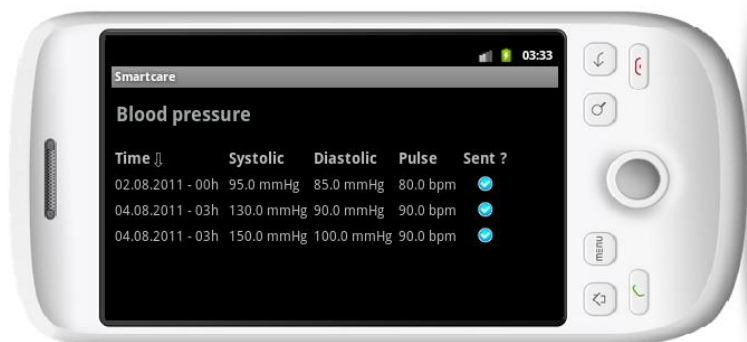 03:33
Smartcare
Blood pressure
Time ⇩ Systolic Diastolic Pulse Sent ?
02.08.2011 - 00h 95.0 mmHg 85.0 mmHg 80.0 bpm
04.08.2011 - 03h 130.0 mmHg 90.0 mmHg 90.0 bpm
04.08.2011 - 03h 150.0 mmHg 100.0 mmHg 90.0 bpm
menu